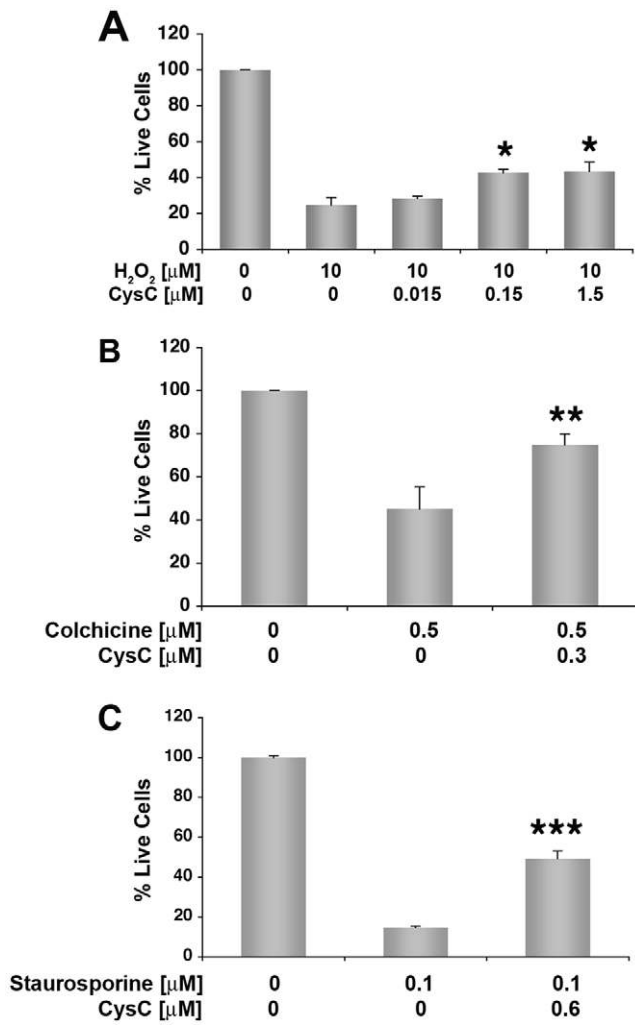 A
% Live Cells
120
100
80
60
40
20
0
* *
H₂O₂ [μM] 0 10 10 10 10
CysC [μM] 0 0 0.015 0.15 1.5
B
% Live Cells
120
100
80
60
40
20
0
**
Colchicine [μM] 0 0.5 0.5
CysC [μM] 0 0 0.3
C
% Live Cells
120
100
80
60
40
20
0
***
Staurosporine [μM] 0 0.1 0.1
CysC [μM] 0 0 0.6